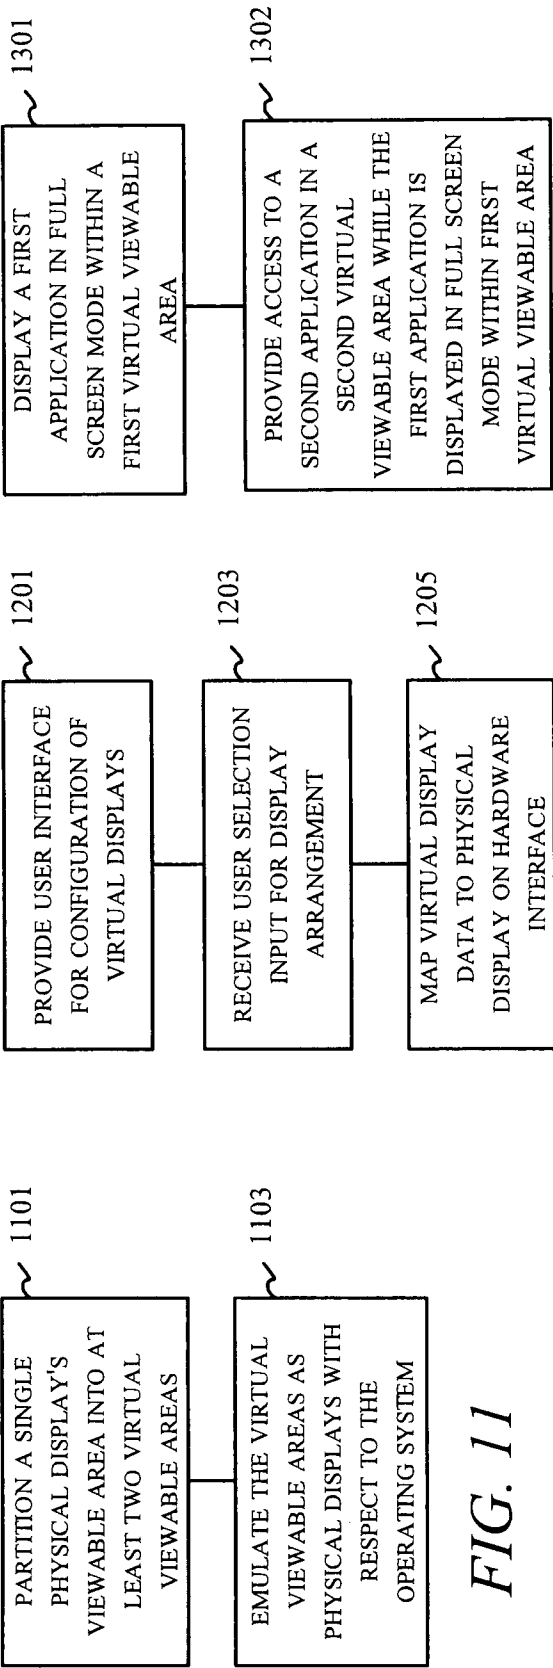 1101
PARTITION A SINGLE
PHYSICAL DISPLAY'S
VIEWABLE AREA INTO AT
LEAST TWO VIRTUAL
VIEWABLE AREAS
1103
EMULATE THE VIRTUAL
VIEWABLE AREAS AS
PHYSICAL DISPLAYS WITH
RESPECT TO THE
OPERATING SYSTEM
FIG. 11
1201
PROVIDE USER INTERFACE
FOR CONFIGURATION OF
VIRTUAL DISPLAYS
1203
RECEIVE USER SELECTION
INPUT FOR DISPLAY
ARRANGEMENT
1205
MAP VIRTUAL DISPLAY
DATA TO PHYSICAL
DISPLAY ON HARDWARE
INTERFACE
1301
DISPLAY A FIRST
APPLICATION IN FULL
SCREEN MODE WITHIN A
FIRST VIRTUAL VIEWABLE
AREA
1302
PROVIDE ACCESS TO A
SECOND APPLICATION IN A
SECOND VIRTUAL
VIEWABLE AREA WHILE THE
FIRST APPLICATION IS
DISPLAYED IN FULL SCREEN
MODE WITHIN FIRST
VIRTUAL VIEWABLE AREA